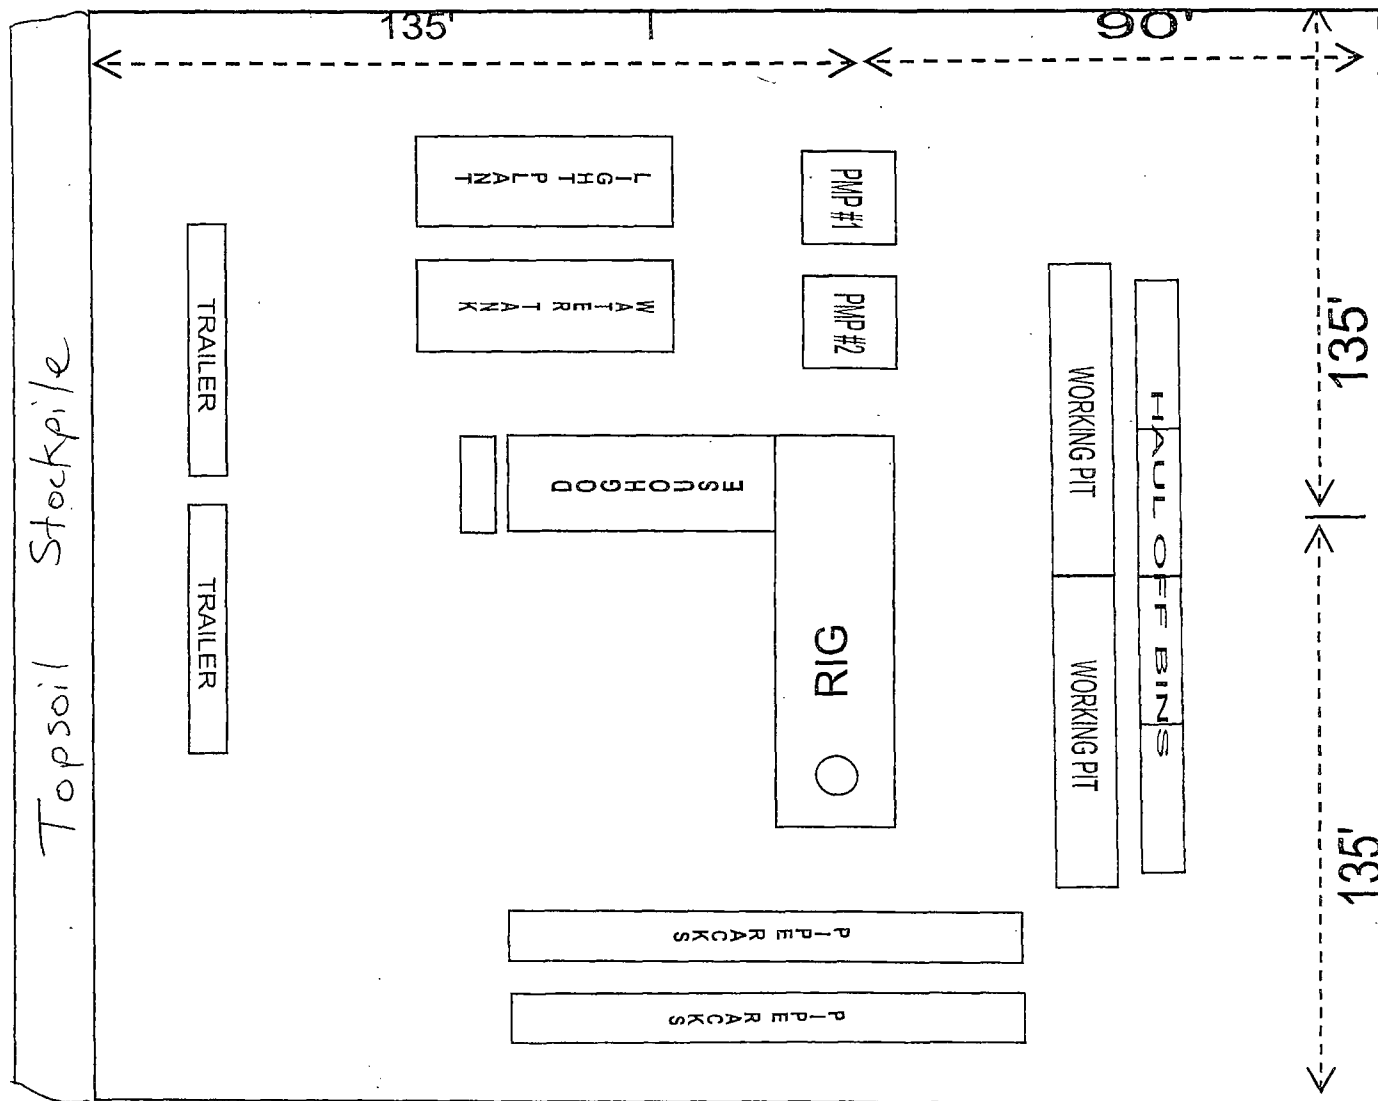 135'
90'
LIGHT PLANT
PMP #1
WATER TANK
PMP #2
TRAILER
TRAILER
Topsoil Stockpile
DOGHOUSE
RIG
WORKING PIT
WORKING PIT
HAUL OFF BINS
135'
135'
PIPE RACKS
PIPE RACKS